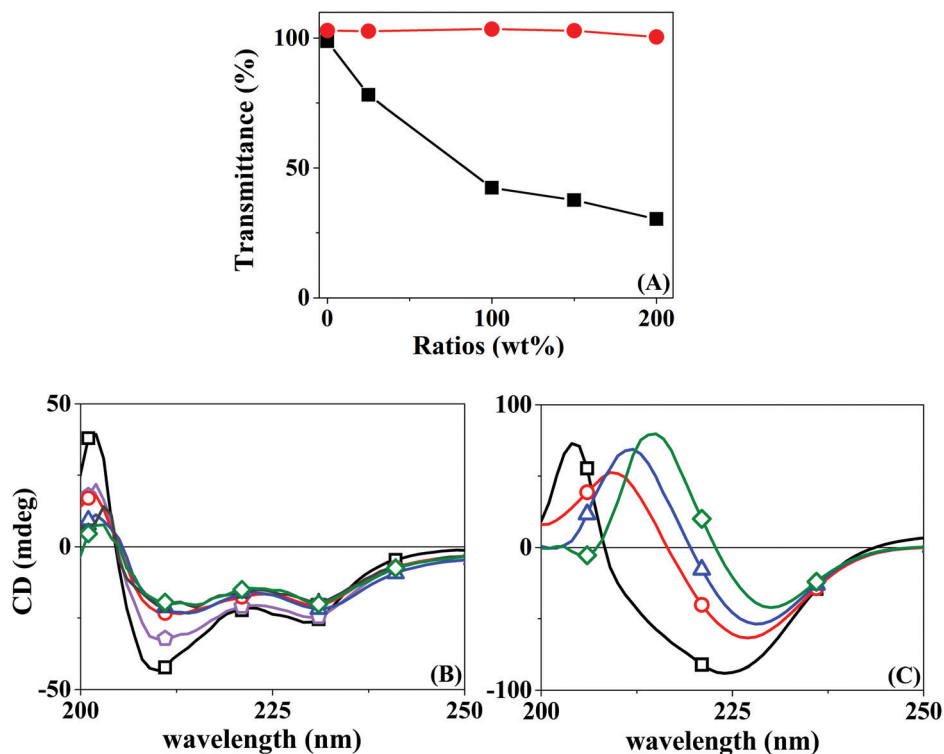 100
50
0
Transmittance (%)
(A)
0
100
200
Ratios (wt%)
50
0
-50
CD (mdeg)
(B)
200
225
250
wavelength (nm)
100
0
-100
(C)
200
225
250
wavelength (nm)